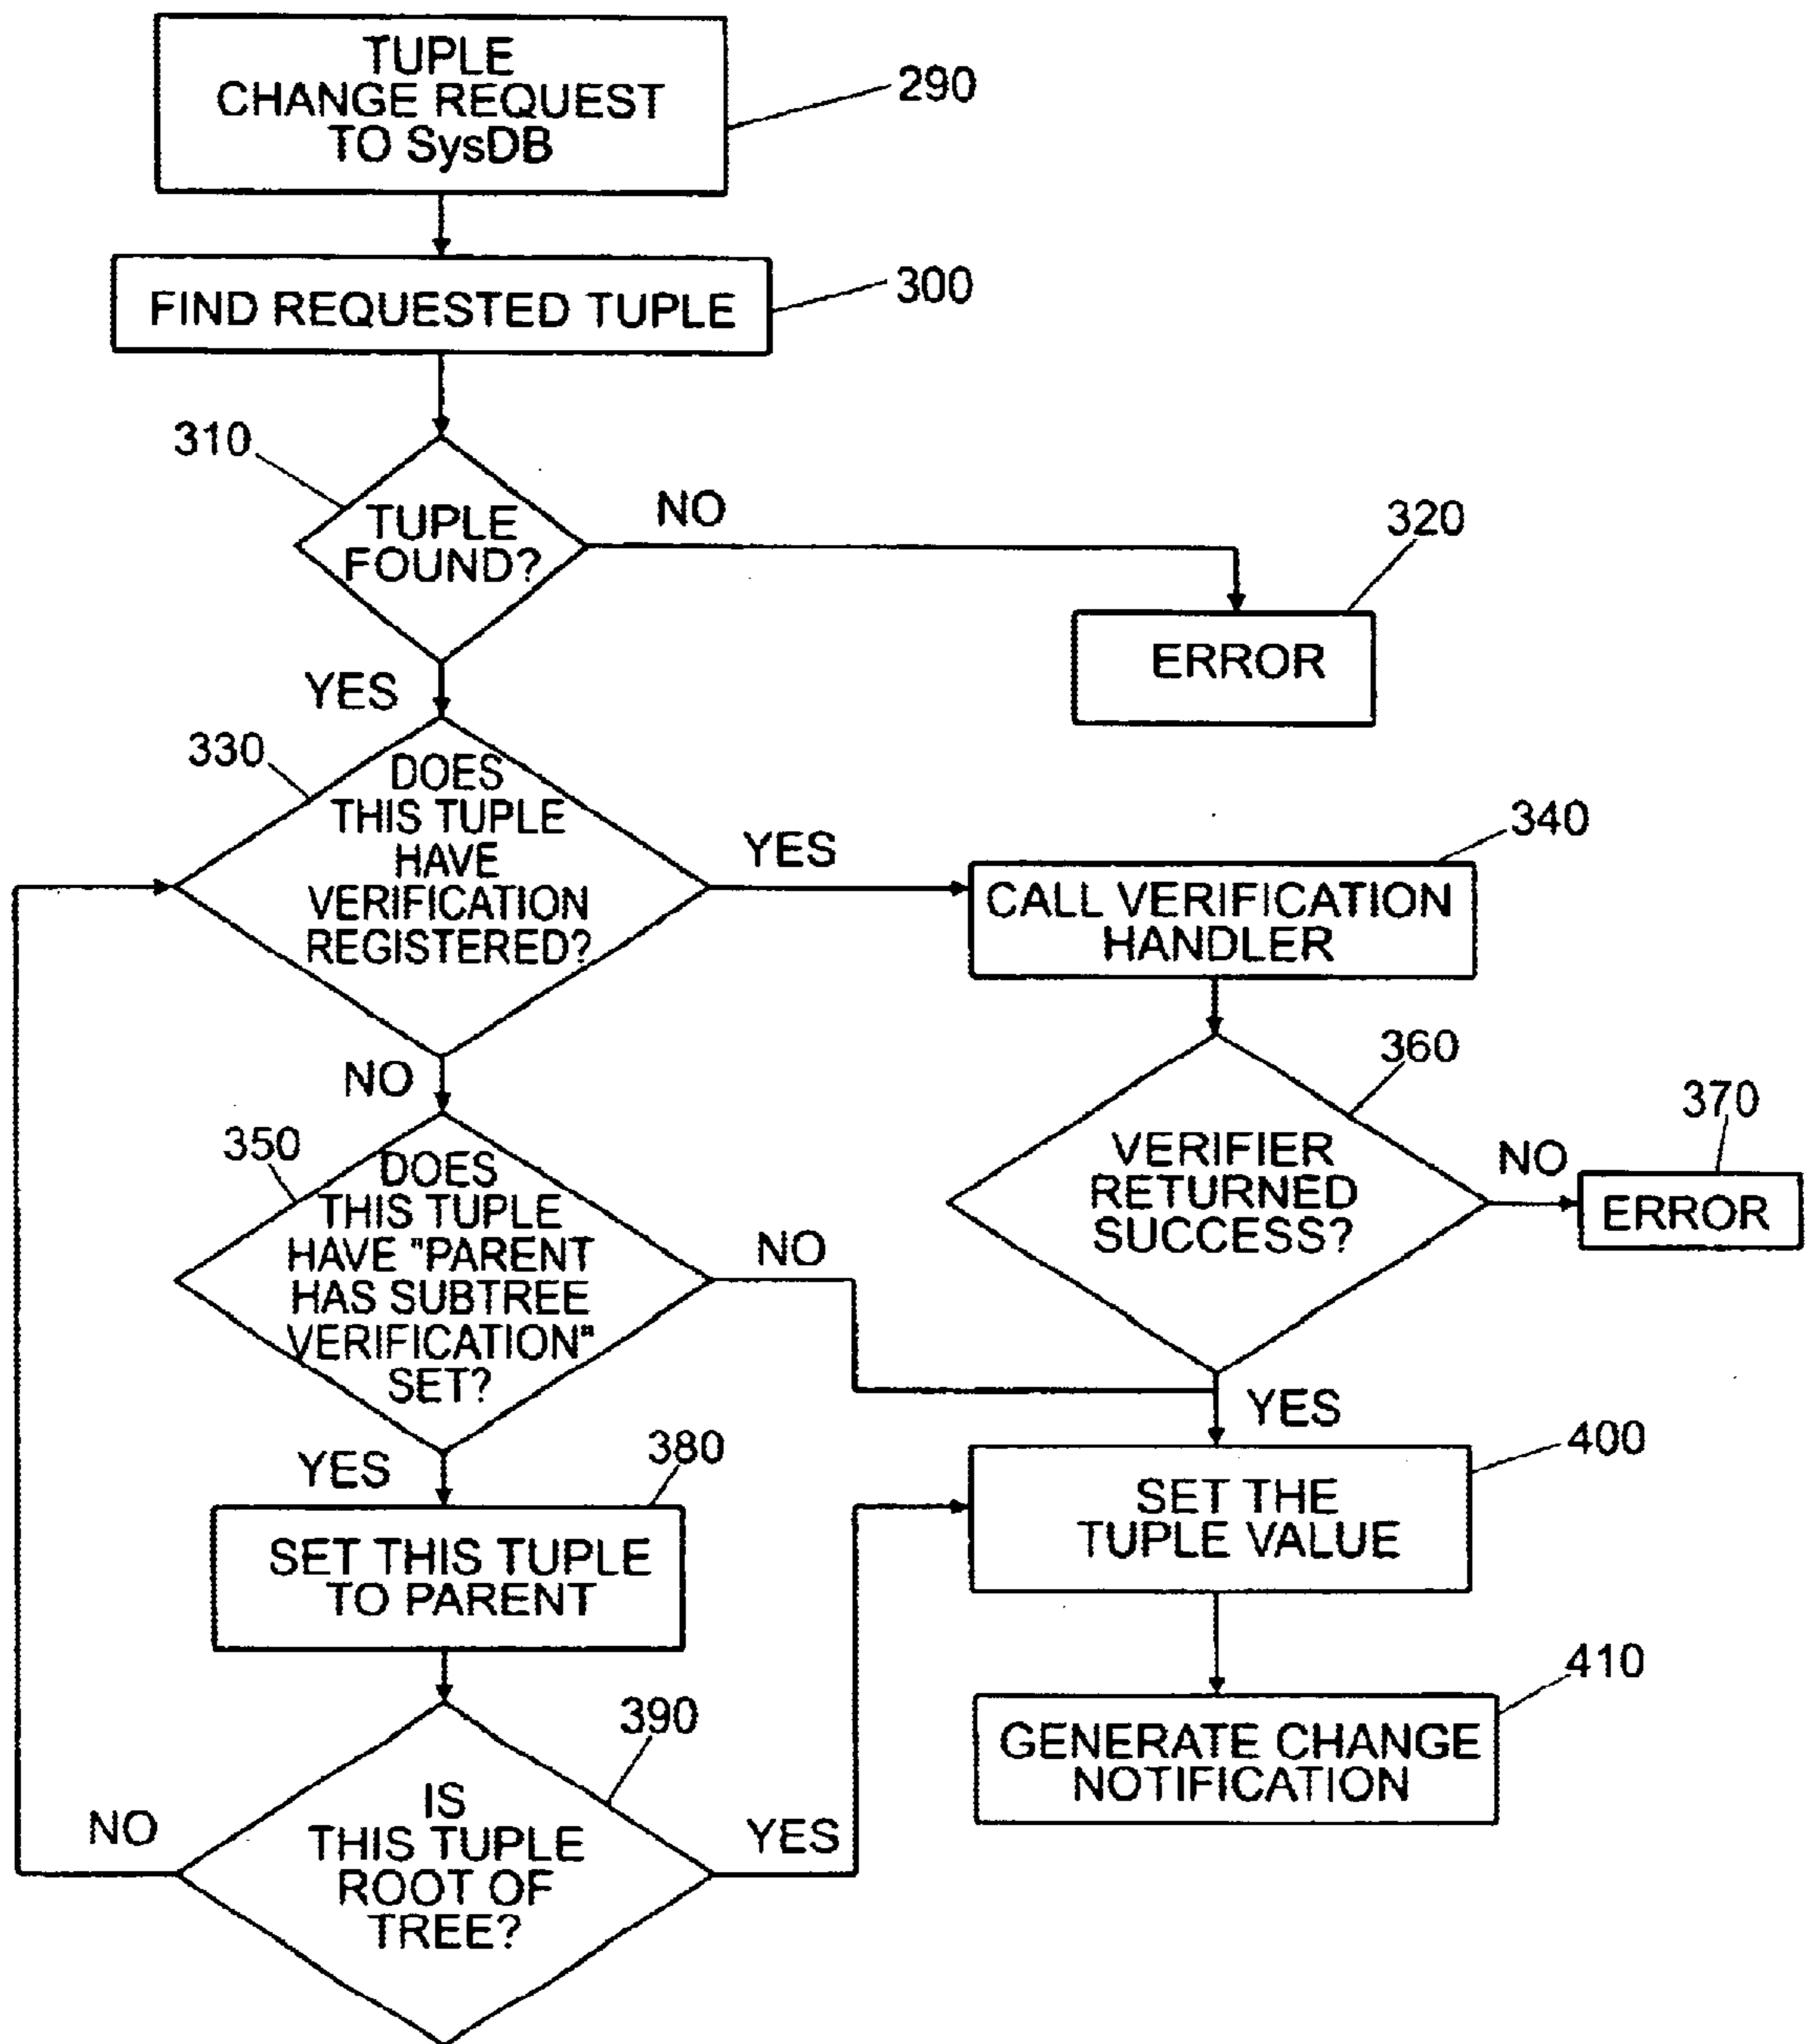 TUPLE
CHANGE REQUEST
TO SysDB
290
FIND REQUESTED TUPLE
300
310
TUPLE
FOUND?
NO
320
ERROR
YES
330
DOES
THIS TUPLE
HAVE
VERIFICATION
REGISTERED?
YES
340
CALL VERIFICATION
HANDLER
NO
360
VERIFIER
RETURNED
SUCCESS?
NO
370
ERROR
350
DOES
THIS TUPLE
HAVE "PARENT
HAS SUBTREE
VERIFICATION"
SET?
NO
YES
YES
380
SET THIS TUPLE
TO PARENT
400
SET THE
TUPLE VALUE
390
IS
THIS TUPLE
ROOT OF
TREE?
NO
YES
410
GENERATE CHANGE
NOTIFICATION